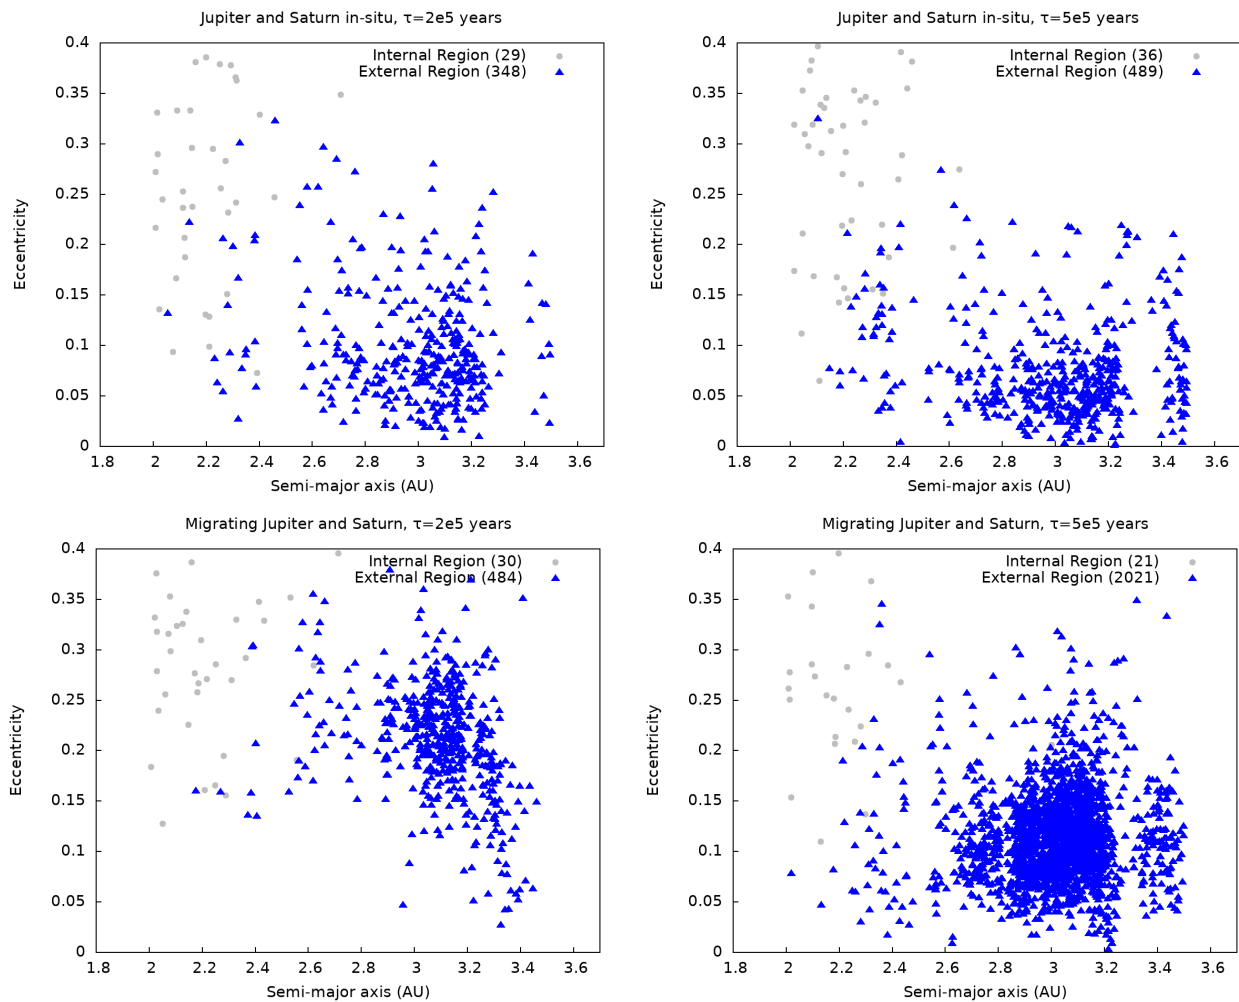 Jupiter and Saturn in-situ, τ=2e5 years
0.4
0.35
0.3
0.25
0.2
0.15
0.1
0.05
0
Eccentricity
Internal Region (29)
External Region (348)
1.8 2 2.2 2.4 2.6 2.8 3 3.2 3.4 3.6
Semi-major axis (AU)
Jupiter and Saturn in-situ, τ=5e5 years
0.4
0.35
0.3
0.25
0.2
0.15
0.1
0.05
0
Eccentricity
Internal Region (36)
External Region (489)
1.8 2 2.2 2.4 2.6 2.8 3 3.2 3.4 3.6
Semi-major axis (AU)
Migrating Jupiter and Saturn, τ=2e5 years
0.4
0.35
0.3
0.25
0.2
0.15
0.1
0.05
0
Eccentricity
Internal Region (30)
External Region (484)
1.8 2 2.2 2.4 2.6 2.8 3 3.2 3.4 3.6
Semi-major axis (AU)
Migrating Jupiter and Saturn, τ=5e5 years
0.4
0.35
0.3
0.25
0.2
0.15
0.1
0.05
0
Eccentricity
Internal Region (21)
External Region (2021)
1.8 2 2.2 2.4 2.6 2.8 3 3.2 3.4 3.6
Semi-major axis (AU)